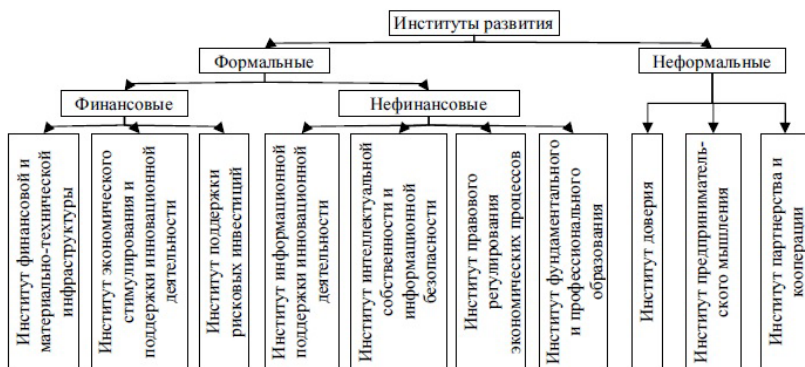 Институты развития
Формальные
Неформальные
Финансовые
Нефинансовые
Институт финансовой и
материально-технической
инфраструктуры
Институт экономического
стимулирования и
поддержки инновационной
деятельности
Институт поддержки
рисковых инвестиций
Институт информационной
поддержки инновационной
деятельности
Институт интеллектуальной
собственности и
информационной
безопасности
Институт правового
регулирования
экономических процессов
Институт фундаментального
и профессионального
образования
Институт доверия
Институт предприниматель-
ского мышления
Институт партнерства и
кооперации